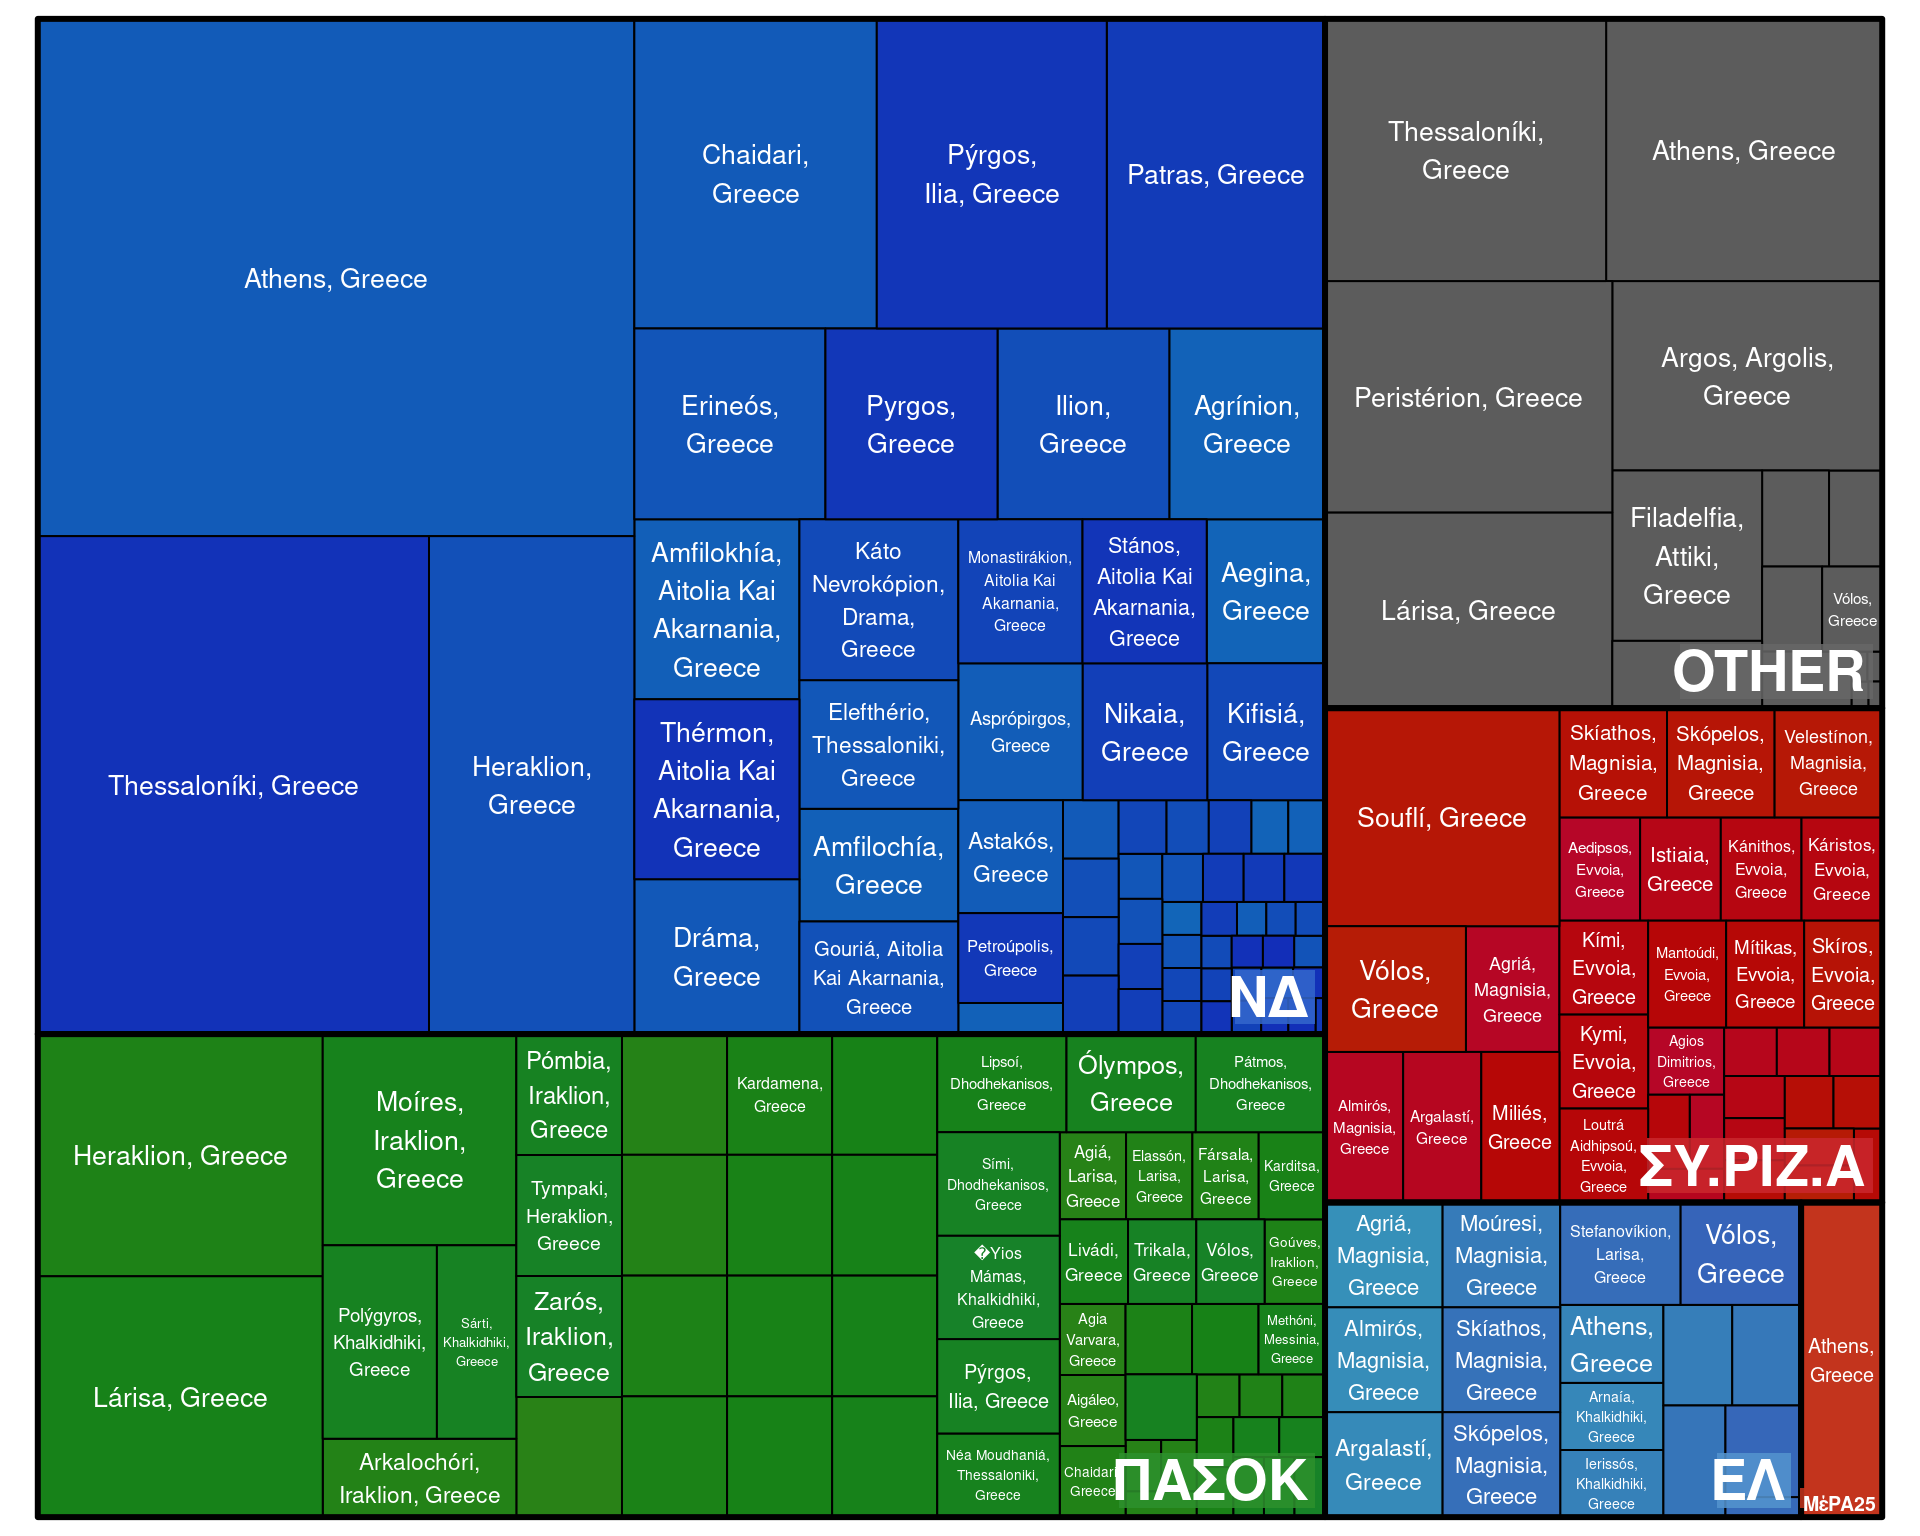 Athens, Greece
Chaidari,
Greece
Pýrgos,
Ilia, Greece
Patras, Greece
Erineós,
Greece
Pyrgos,
Greece
Ilion,
Greece
Agrínion,
Greece
Thessaloníki, Greece
Heraklion,
Greece
Amfilokhía,
Aitolia Kai
Akarnania,
Greece
Thérmon,
Aitolia Kai
Akarnania,
Greece
Dráma,
Greece
Káto
Nevrokópion,
Drama,
Greece
Elefthério,
Thessaloniki,
Greece
Amfilochía,
Greece
Gouriá, Aitolia
Kai Akarnania,
Greece
Monastirákion,
Aitolia Kai
Akarnania,
Greece
Stános,
Aitolia Kai
Akarnania,
Greece
Aegina,
Greece
Asprópirgos,
Greece
Nikaia,
Greece
Kifisiá,
Greece
Astakós,
Greece
Petroúpolis,
Greece
ΝΔ
Thessaloníki,
Greece
Athens, Greece
Peristérion, Greece
Argos, Argolis,
Greece
Lárisa, Greece
Filadelfia,
Attiki,
Greece
Vólos,
Greece
OTHER
Souflí, Greece
Skíathos,
Magnisia,
Greece
Skópelos,
Magnisia,
Greece
Velestínon,
Magnisia,
Greece
Aedipsos,
Evvoia,
Greece
Istiaia,
Greece
Kánithos,
Evvoia,
Greece
Káristos,
Evvoia,
Greece
Vólos,
Greece
Agriá,
Magnisia,
Greece
Kími,
Evvoia,
Greece
Mantoúdi,
Evvoia,
Greece
Mítikas,
Evvoia,
Greece
Skíros,
Evvoia,
Greece
Almirós,
Magnisia,
Greece
Argalastí,
Greece
Miliés,
Greece
Kymi,
Evvoia,
Greece
Agios
Dimitrios,
Greece
Loutrá
Aidhipsoú,
Evvoia,
Greece
ΣΥ.ΡΙΖ.Α
Heraklion, Greece
Lárisa, Greece
Moíres,
Iraklion,
Greece
Polýgyros,
Khalkidhiki,
Greece
Sárti,
Khalkidhiki,
Greece
Arkalochóri,
Iraklion, Greece
Pómbia,
Iraklion,
Greece
Tympaki,
Heraklion,
Greece
Zarós,
Iraklion,
Greece
Kardamena,
Greece
Lipsoí,
Dhodhekanisos,
Greece
Ólympos,
Greece
Pátmos,
Dhodhekanisos,
Greece
Sími,
Dhodhekanisos,
Greece
�Yios
Mámas,
Khalkidhiki,
Greece
Pýrgos,
Ilia, Greece
Néa Moudhaniá,
Thessaloniki,
Greece
Agiá,
Larisa,
Greece
Elassón,
Larisa,
Greece
Fársala,
Larisa,
Greece
Karditsa,
Greece
Livádi,
Greece
Trikala,
Greece
Vólos,
Greece
Goúves,
Iraklion,
Greece
Agia
Varvara,
Greece
Methóni,
Messinia,
Greece
Aigáleo,
Greece
Chaidari,
Greece
ΠΑΣΟΚ
Agriá,
Magnisia,
Greece
Moúresi,
Magnisia,
Greece
Stefanovíkion,
Larisa,
Greece
Vólos,
Greece
Almirós,
Magnisia,
Greece
Skíathos,
Magnisia,
Greece
Athens,
Greece
Arnaía,
Khalkidhiki,
Greece
Argalastí,
Greece
Skópelos,
Magnisia,
Greece
Ierissós,
Khalkidhiki,
Greece
ΕΛ
Athens,
Greece
ΜέΡΑ25